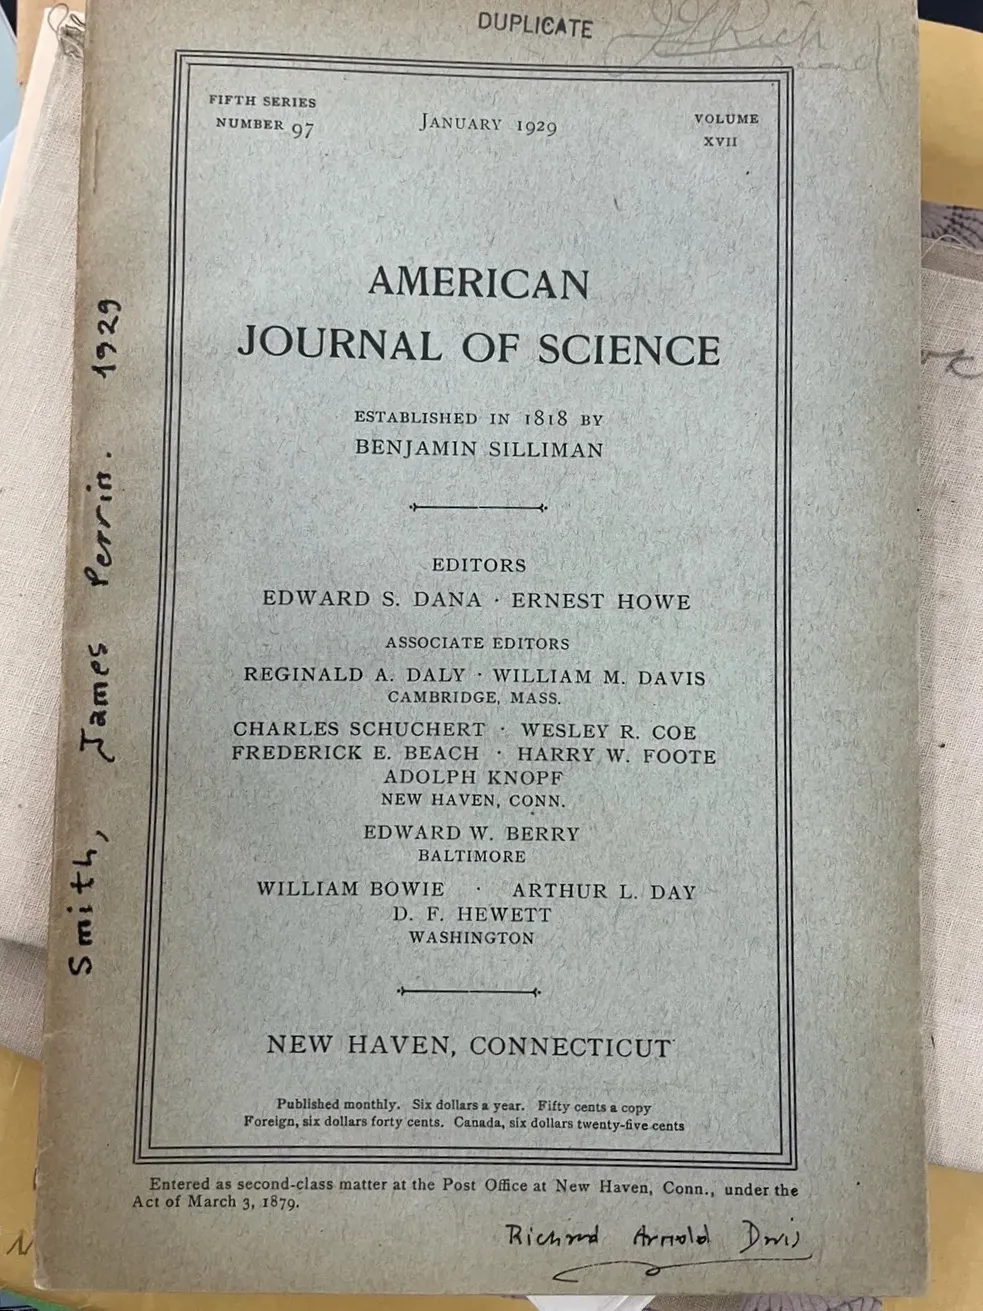 DUPLICATE
FIFTH SERIES
NUMBER 97
JANUARY 1929
VOLUME
XVII
AMERICAN
JOURNAL OF SCIENCE
ESTABLISHED IN 1818 BY
BENJAMIN SILLIMAN
EDITORS
EDWARD S. DANA · ERNEST HOWE
ASSOCIATE EDITORS
REGINALD A. DALY · WILLIAM M. DAVIS
CAMBRIDGE, MASS.
CHARLES SCHUCHERT · WESLEY R. COE
FREDERICK E. BEACH · HARRY W. FOOTE
ADOLPH KNOPF
NEW HAVEN, CONN.
EDWARD W. BERRY
BALTIMORE
WILLIAM BOWIE · ARTHUR L. DAY
D. F. HEWETT
WASHINGTON
NEW HAVEN, CONNECTICUT
Published monthly. Six dollars a year. Fifty cents a copy
Foreign, six dollars forty cents. Canada, six dollars twenty-five cents
Entered as second-class matter at the Post Office at New Haven, Conn., under the
Act of March 3, 1879.
Richard Arnold Davis
Smith, James Perrin. 1929